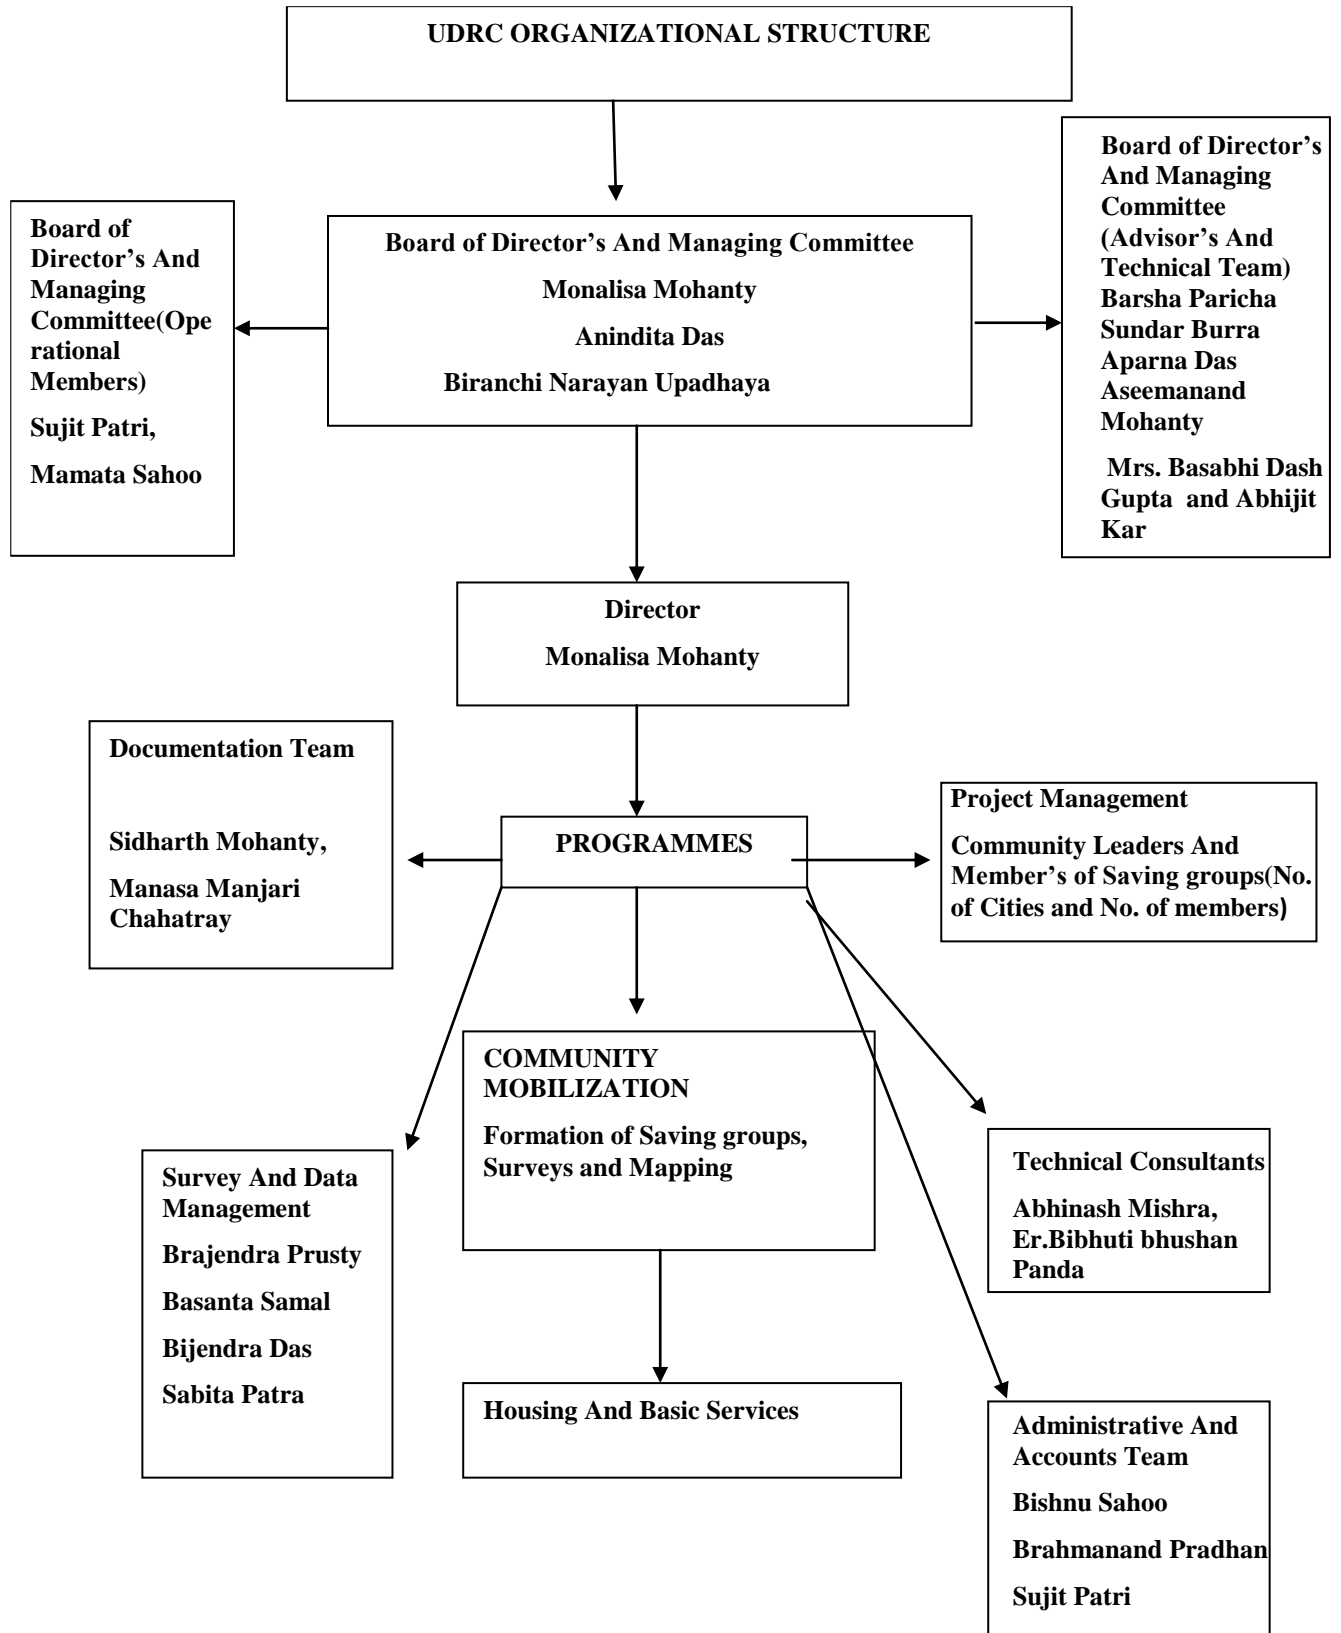 UDRC ORGANIZATIONAL STRUCTURE
Board of
Director’s And
Managing
Committee(Ope
rational
Members)
Sujit Patri,
Mamata Sahoo
Board of Director’s And Managing Committee
Monalisa Mohanty
Anindita Das
Biranchi Narayan Upadhaya
Board of Director’s
And Managing
Committee
(Advisor’s And
Technical Team)
Barsha Paricha
Sundar Burra
Aparna Das
Aseemanand
Mohanty
Mrs. Basabhi Dash
Gupta and Abhijit
Kar
Director
Monalisa Mohanty
Documentation Team
Sidharth Mohanty,
Manasa Manjari
Chahatray
PROGRAMMES
Project Management
Community Leaders And
Member’s of Saving groups(No.
of Cities and No. of members)
COMMUNITY
MOBILIZATION
Formation of Saving groups,
Surveys and Mapping
Survey And Data
Management
Brajendra Prusty
Basanta Samal
Bijendra Das
Sabita Patra
Technical Consultants
Abhinash Mishra,
Er.Bibhuti bhushan
Panda
Housing And Basic Services
Administrative And
Accounts Team
Bishnu Sahoo
Brahmanand Pradhan
Sujit Patri